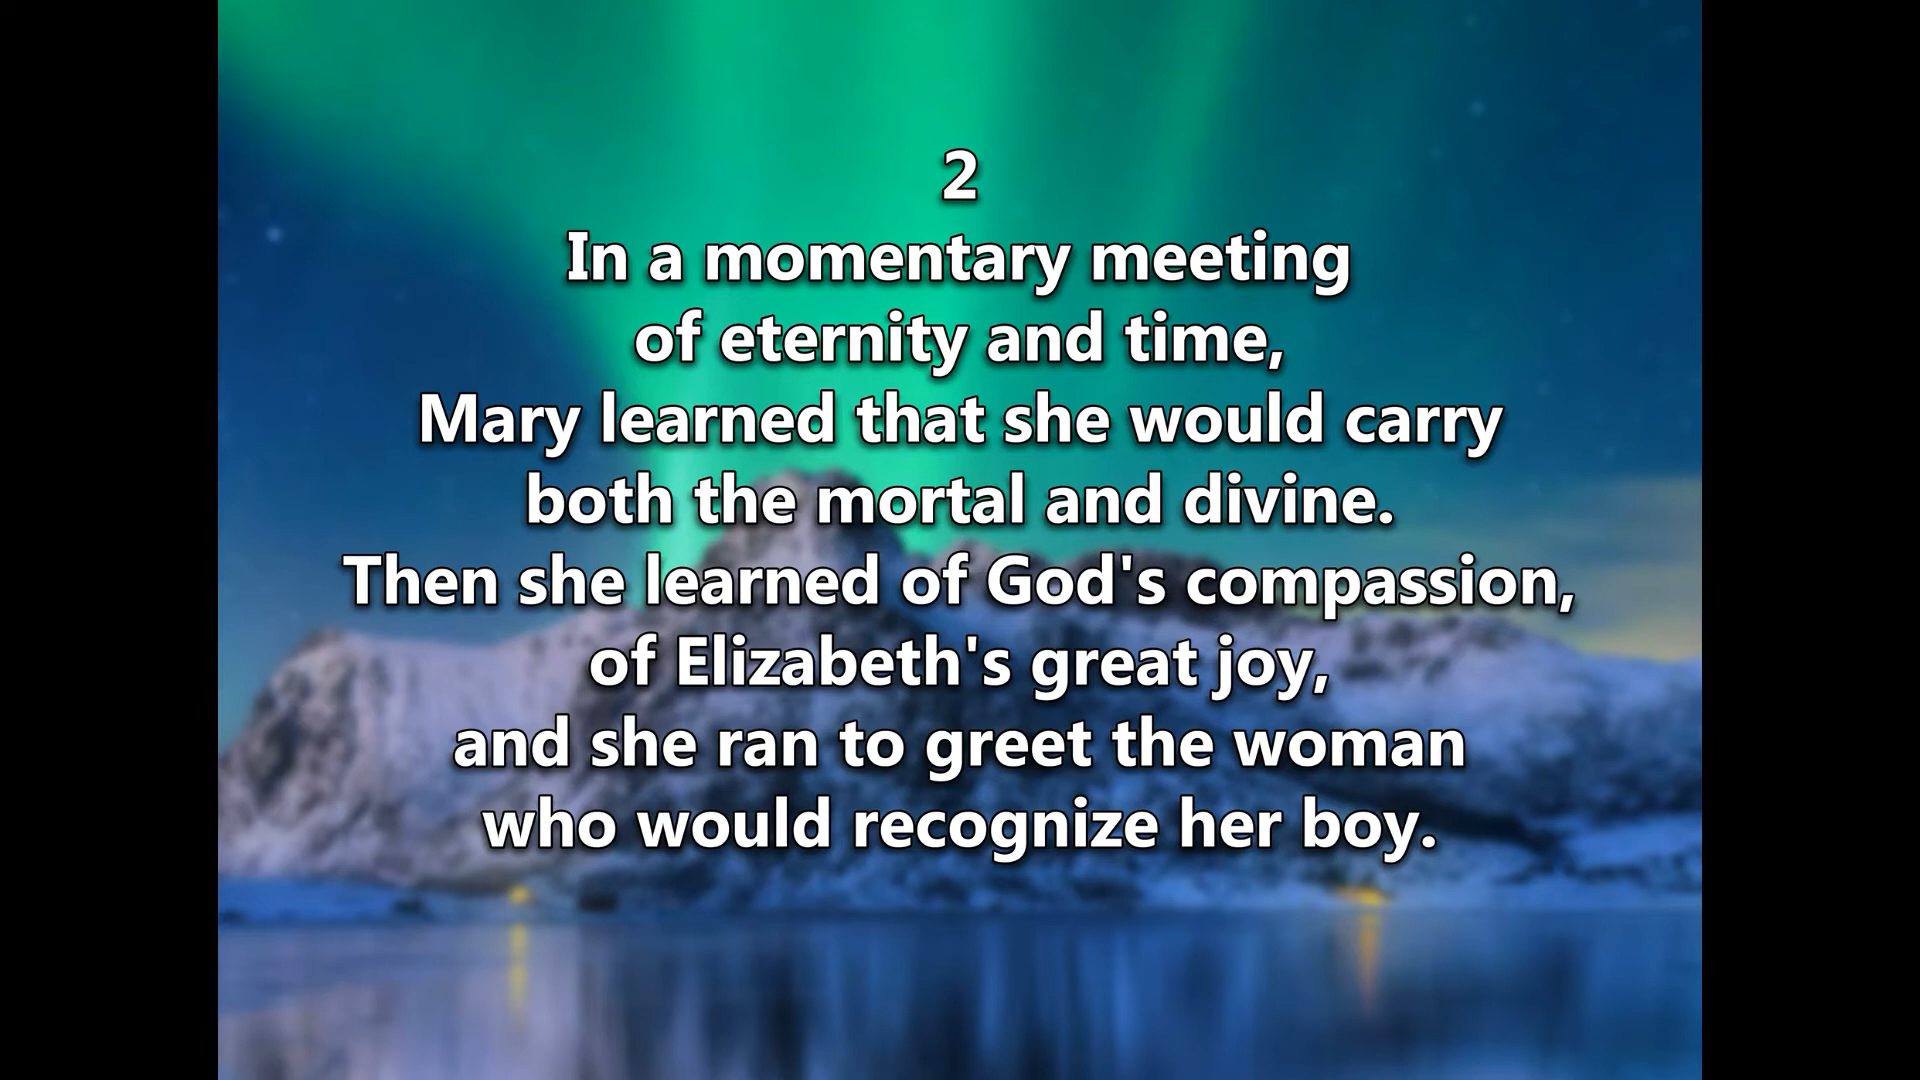 2
In a momentary meeting
of eternity and time,
Mary learned that she would carry
both the mortal and divine.
Then she learned of God's compassion,
of Elizabeth's great joy,
and she ran to greet the woman
who would recognize her boy.